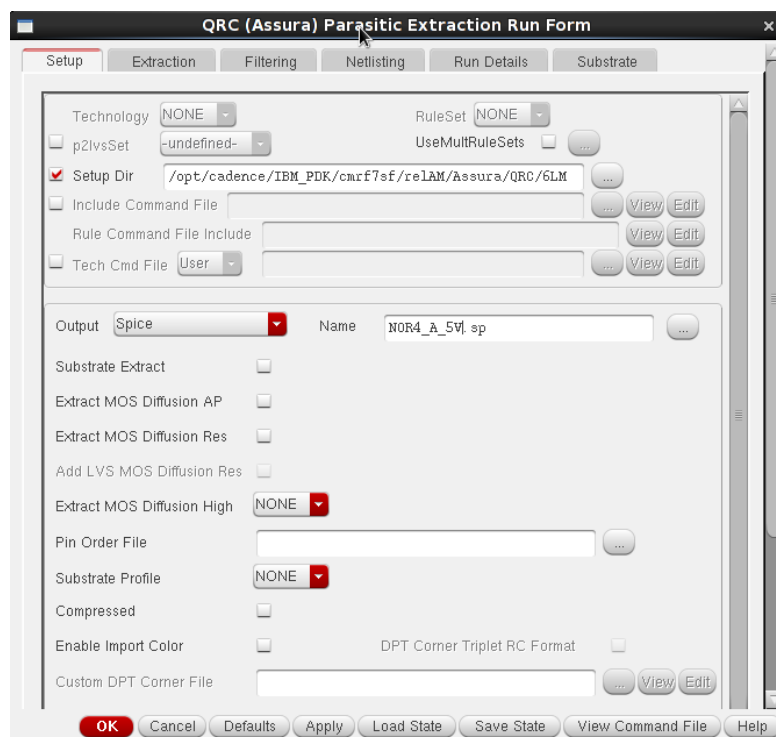 QRC (Assura) Parasitic Extraction Run Form
Setup Extraction Filtering Netlisting Run Details Substrate
Technology NONE RuleSet NONE
p2lvsSet -undefined- UseMultRuleSets ...
Setup Dir /opt/cadence/IBM_PDK/cmrf7sf/relAM/Assura/QRC/6LM ...
Include Command File ... View Edit
Rule Command File Include View Edit
Tech Cmd File User ... View Edit
Output Spice Name NOR4_A_5V.sp ...
Substrate Extract
Extract MOS Diffusion AP
Extract MOS Diffusion Res
Add LVS MOS Diffusion Res
Extract MOS Diffusion High NONE
Pin Order File ...
Substrate Profile NONE
Compressed
Enable Import Color DPT Corner Triplet RC Format
Custom DPT Corner File ... View Edit
OK Cancel Defaults Apply Load State Save State View Command File Help